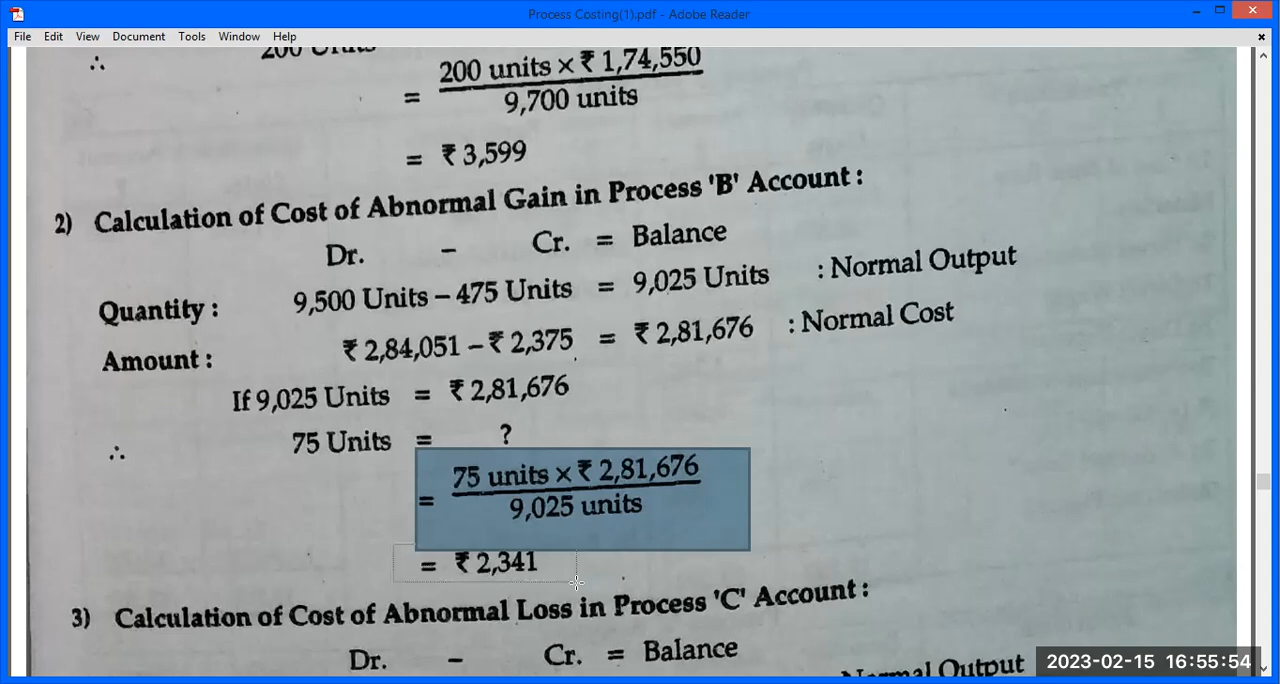 Process Costing(1).pdf - Adobe Reader
File Edit View Document Tools Window Help
200 Units
∴
= 200 units × ₹ 1,74,550
9,700 units
= ₹ 3,599
2) Calculation of Cost of Abnormal Gain in Process 'B' Account :
Dr. – Cr. = Balance
Quantity : 9,500 Units – 475 Units = 9,025 Units : Normal Output
Amount : ₹ 2,84,051 – ₹ 2,375 = ₹ 2,81,676 : Normal Cost
If 9,025 Units = ₹ 2,81,676
∴ 75 Units = ?
= 75 units × ₹ 2,81,676
9,025 units
= ₹ 2,341
3) Calculation of Cost of Abnormal Loss in Process 'C' Account :
Dr. – Cr. = Balance
Normal Output
2023-02-15 16:55:54